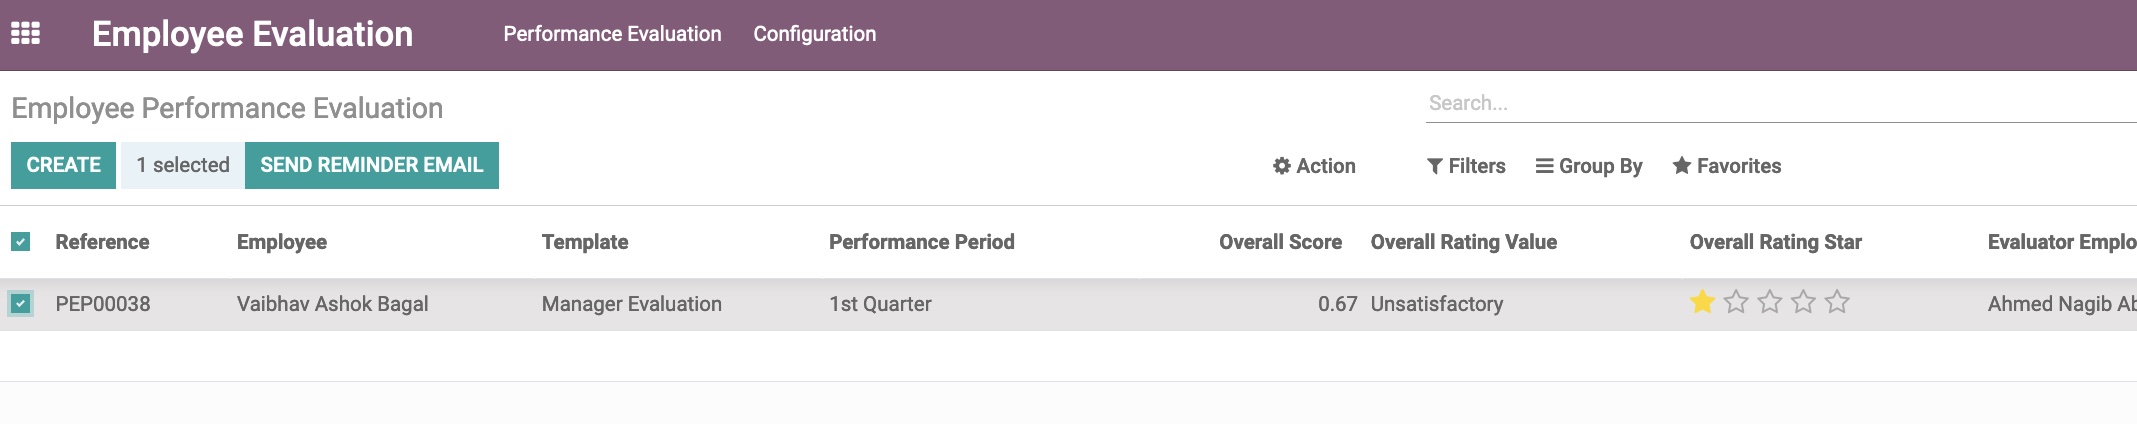 Employee Evaluation Performance Evaluation Configuration
Employee Performance Evaluation Search...
CREATE 1 selected SEND REMINDER EMAIL Action Filters Group By Favorites
Reference Employee Template Performance Period Overall Score Overall Rating Value Overall Rating Star Evaluator Emplo
PEP00038 Vaibhav Ashok Bagal Manager Evaluation 1st Quarter 0.67 Unsatisfactory Ahmed Nagib Ab